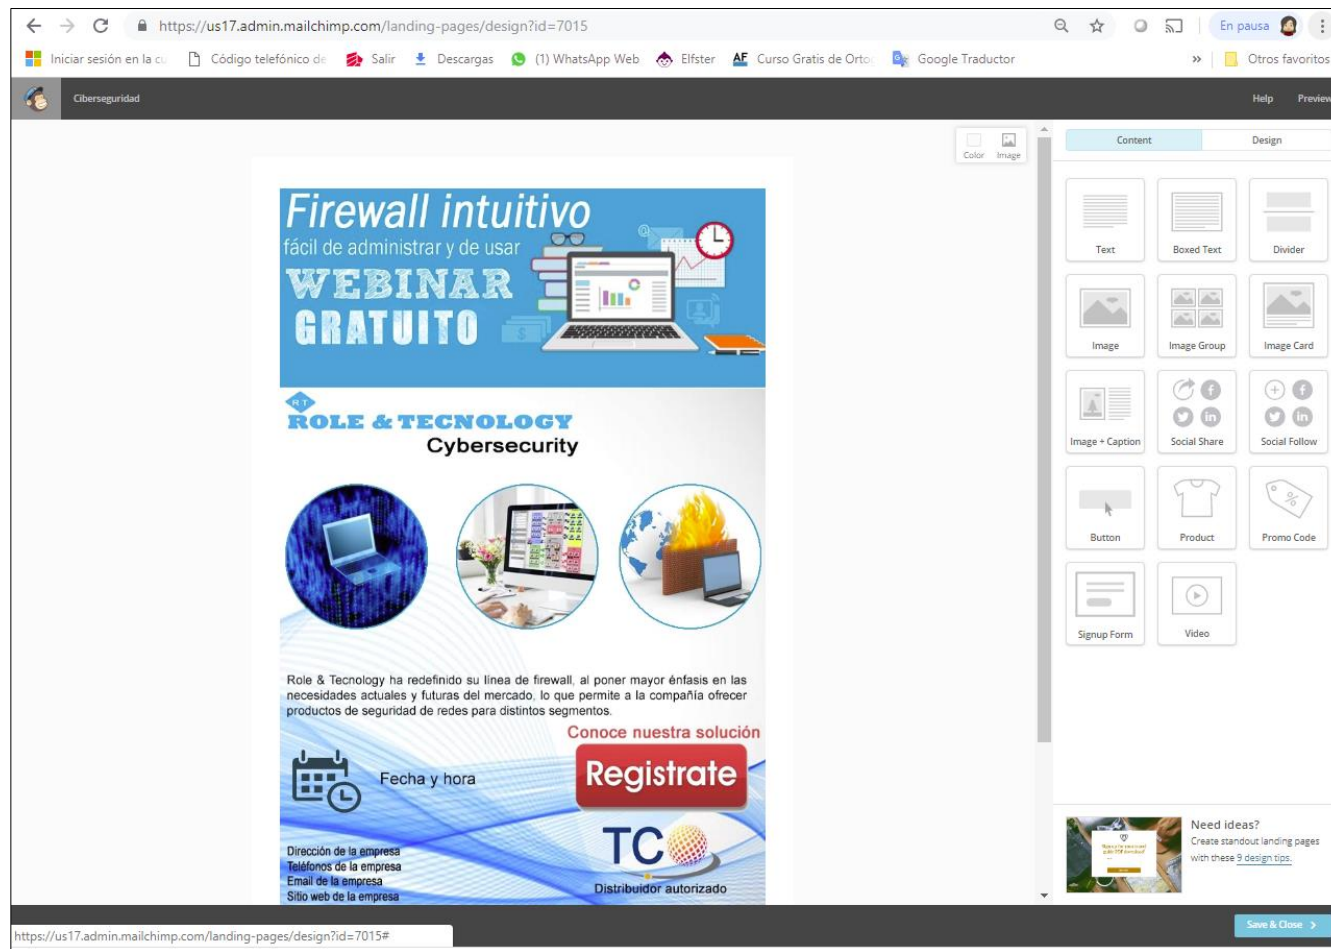 https://us17.admin.mailchimp.com/landing-pages/design?id=7015
En pausa
Iniciar sesión en la cu
Código telefónico de
Salir
Descargas
(1) WhatsApp Web
Elfster
AF Curso Gratis de Orto
Google Traductor
»
Otros favoritos
Ciberseguridad
Help
Preview
Color
Image
Content
Design
Firewall intuitivo
fácil de administrar y de usar
WEBINAR
GRATUITO
RT
ROLE & TECNOLOGY
Cybersecurity
Role & Tecnology ha redefinido su línea de firewall, al poner mayor énfasis en las
necesidades actuales y futuras del mercado, lo que permite a la compañía ofrecer
productos de seguridad de redes para distintos segmentos.
Conoce nuestra solución
Fecha y hora
Registrate
TCO
Distribuidor autorizado
Dirección de la empresa
Teléfonos de la empresa
Email de la empresa
Sitio web de la empresa
Text
Boxed Text
Divider
Image
Image Group
Image Card
Image + Caption
Social Share
Social Follow
Button
Product
Promo Code
Signup Form
Video
Need ideas?
Create standout landing pages
with these 9 design tips.
Save & Close
https://us17.admin.mailchimp.com/landing-pages/design?id=7015#